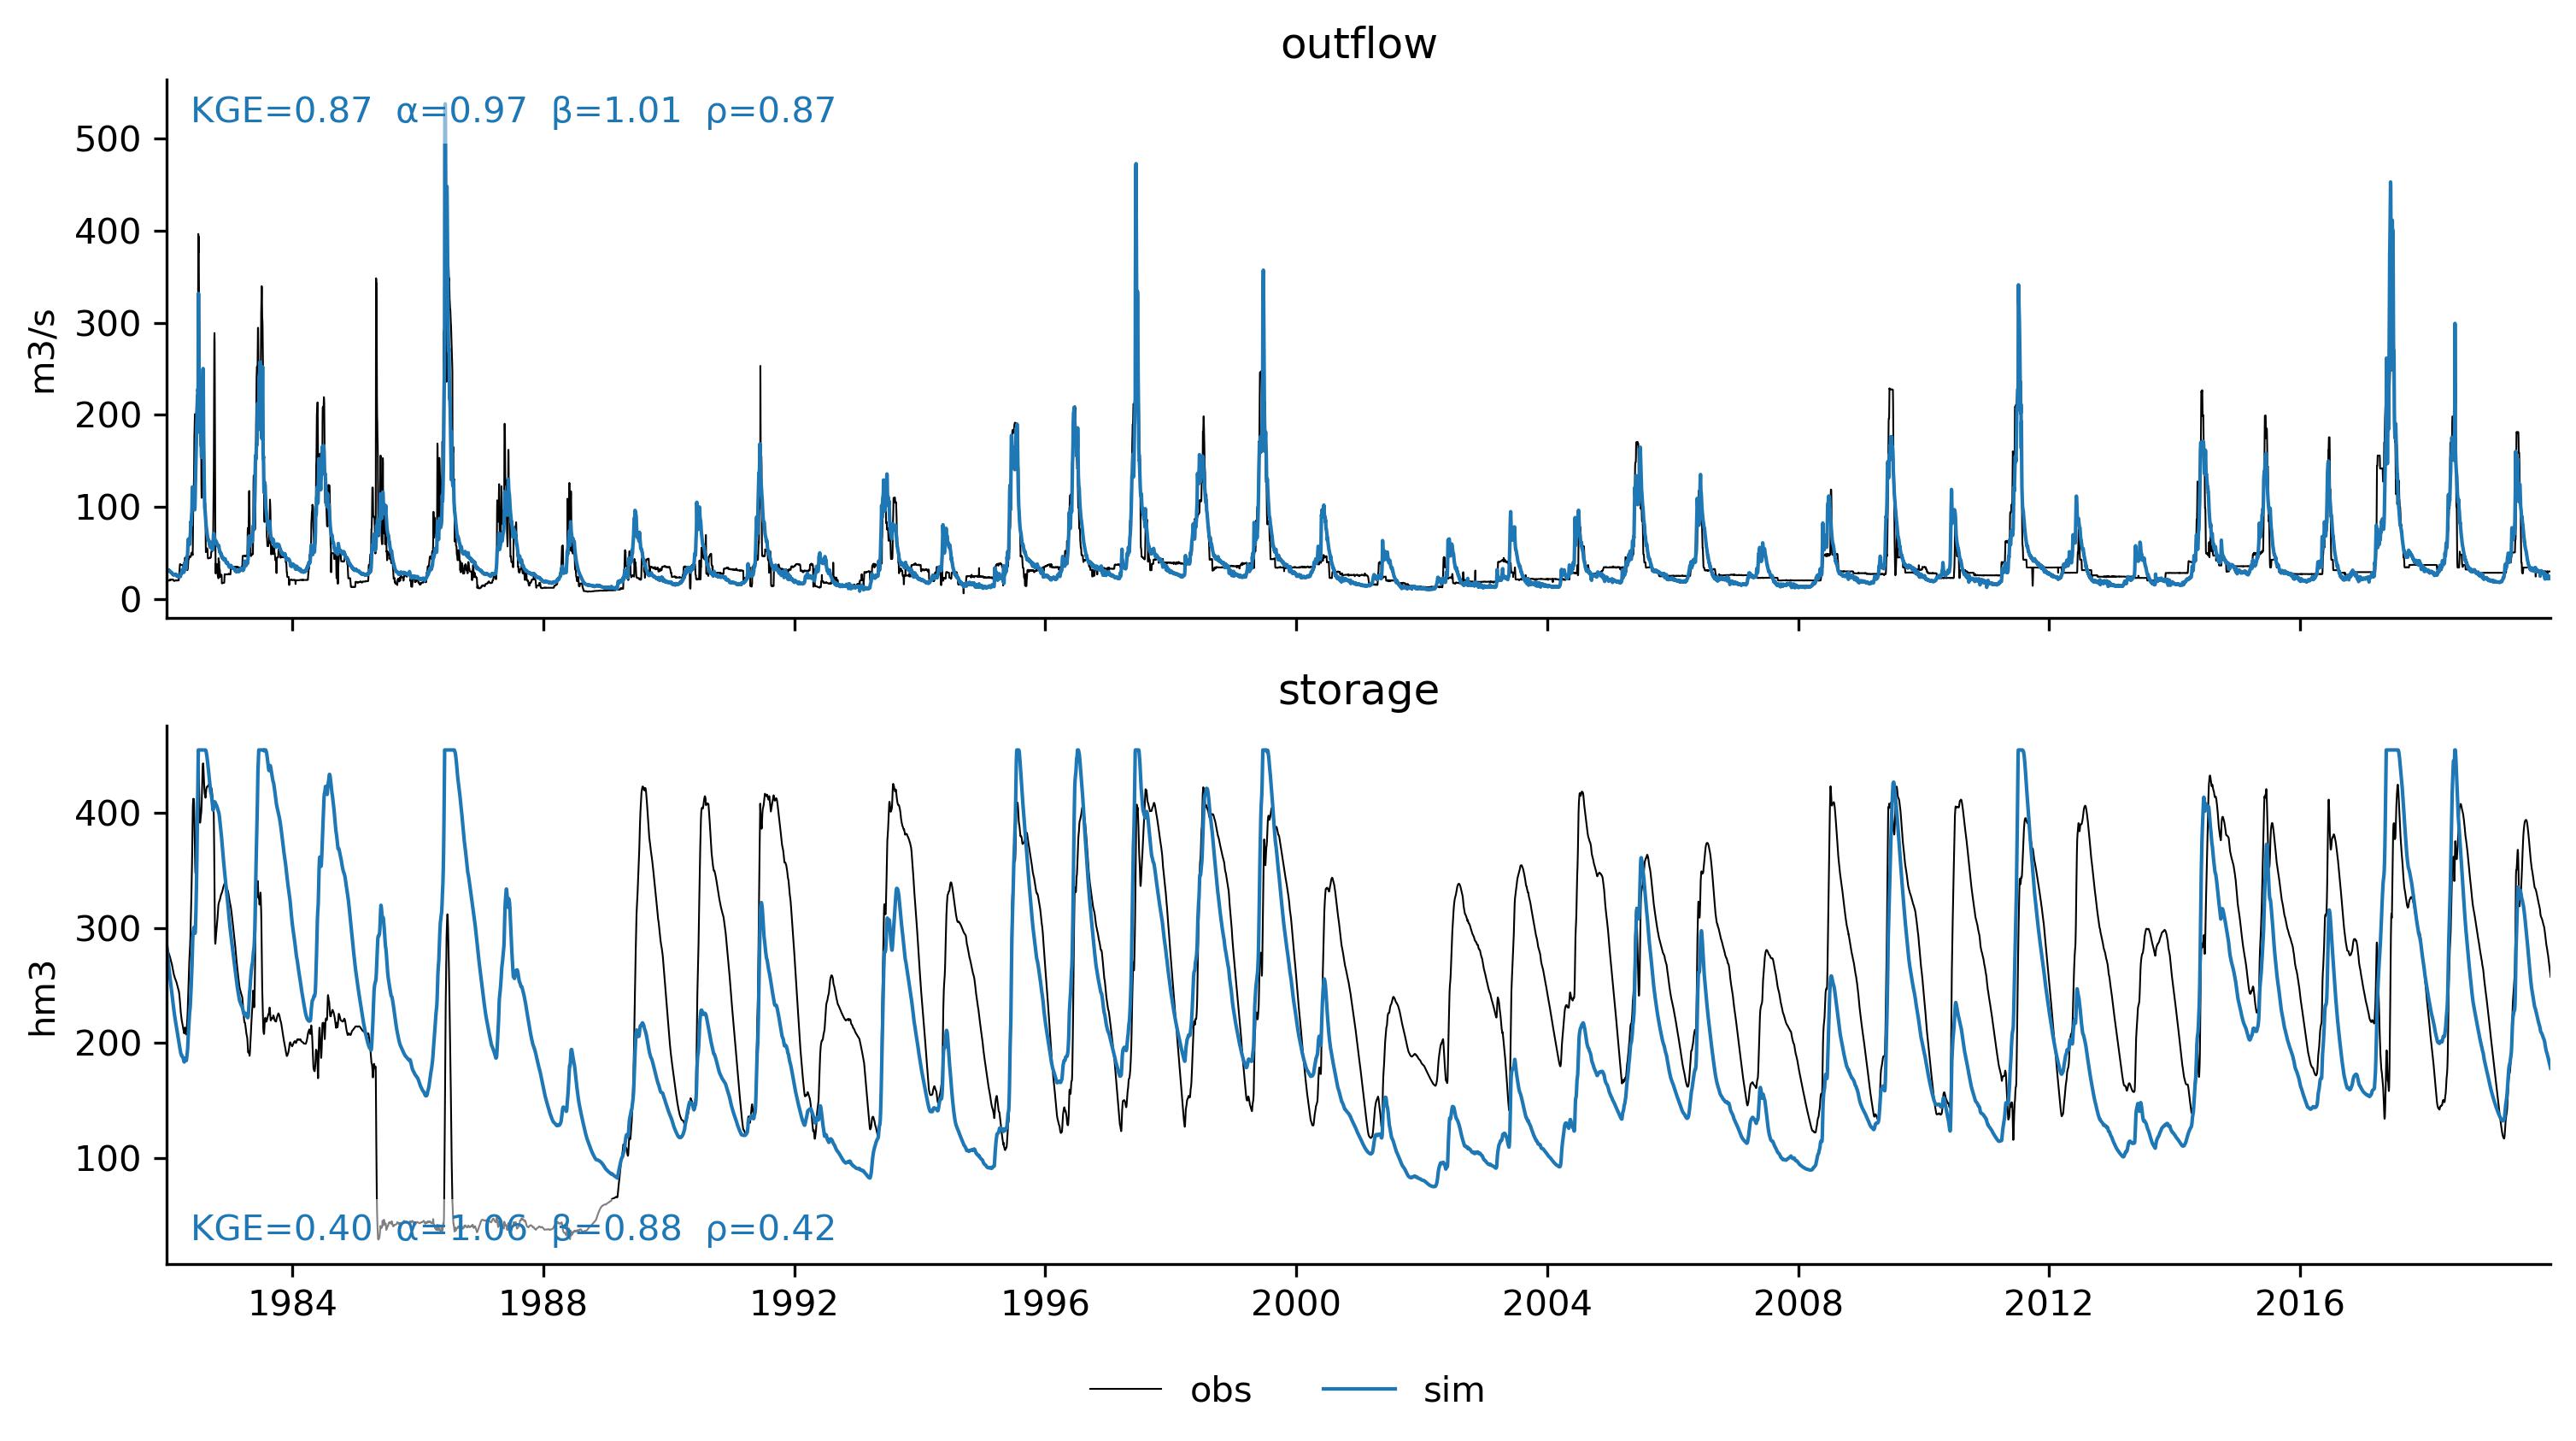 outflow
KGE=0.87 α=0.97 β=1.01 ρ=0.87
500
400
300
200
100
0
m3/s
storage
400
300
200
100
hm3
KGE=0.40 α=1.06 β=0.88 ρ=0.42
1984 1988 1992 1996 2000 2004 2008 2012 2016
obs sim